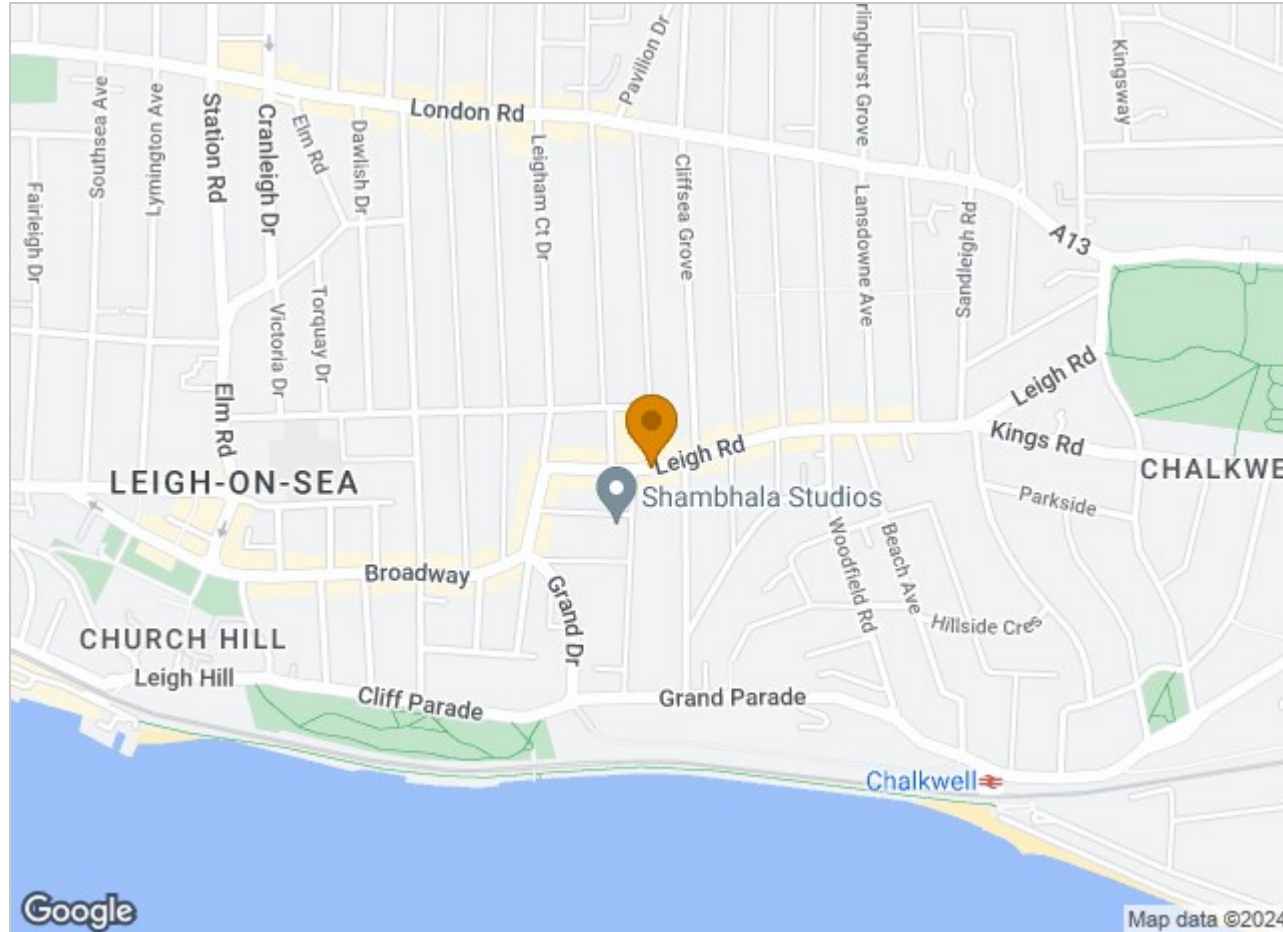 Pavilion Dr
rlinghurst Grove
Kingsway
London Rd
Southsea Ave
Lymington Ave
Station Rd
Cranleigh Dr
Elm Rd
Dawlish Dr
Leigham Ct Dr
Cliffsea Grove
Lansdowne Ave
Sandleigh Rd
A13
Fairleigh Dr
Victoria Dr
Torquay Dr
Elm Rd
Leigh Rd
Kings Rd
Leigh Rd
CHALKWE
LEIGH-ON-SEA
Shambhala Studios
Parkside
Broadway
Grand Dr
Woodfield Rd
Beach Ave
Hillside Cres
CHURCH HILL
Leigh Hill
Cliff Parade
Grand Parade
Chalkwell
Google
Map data ©2024